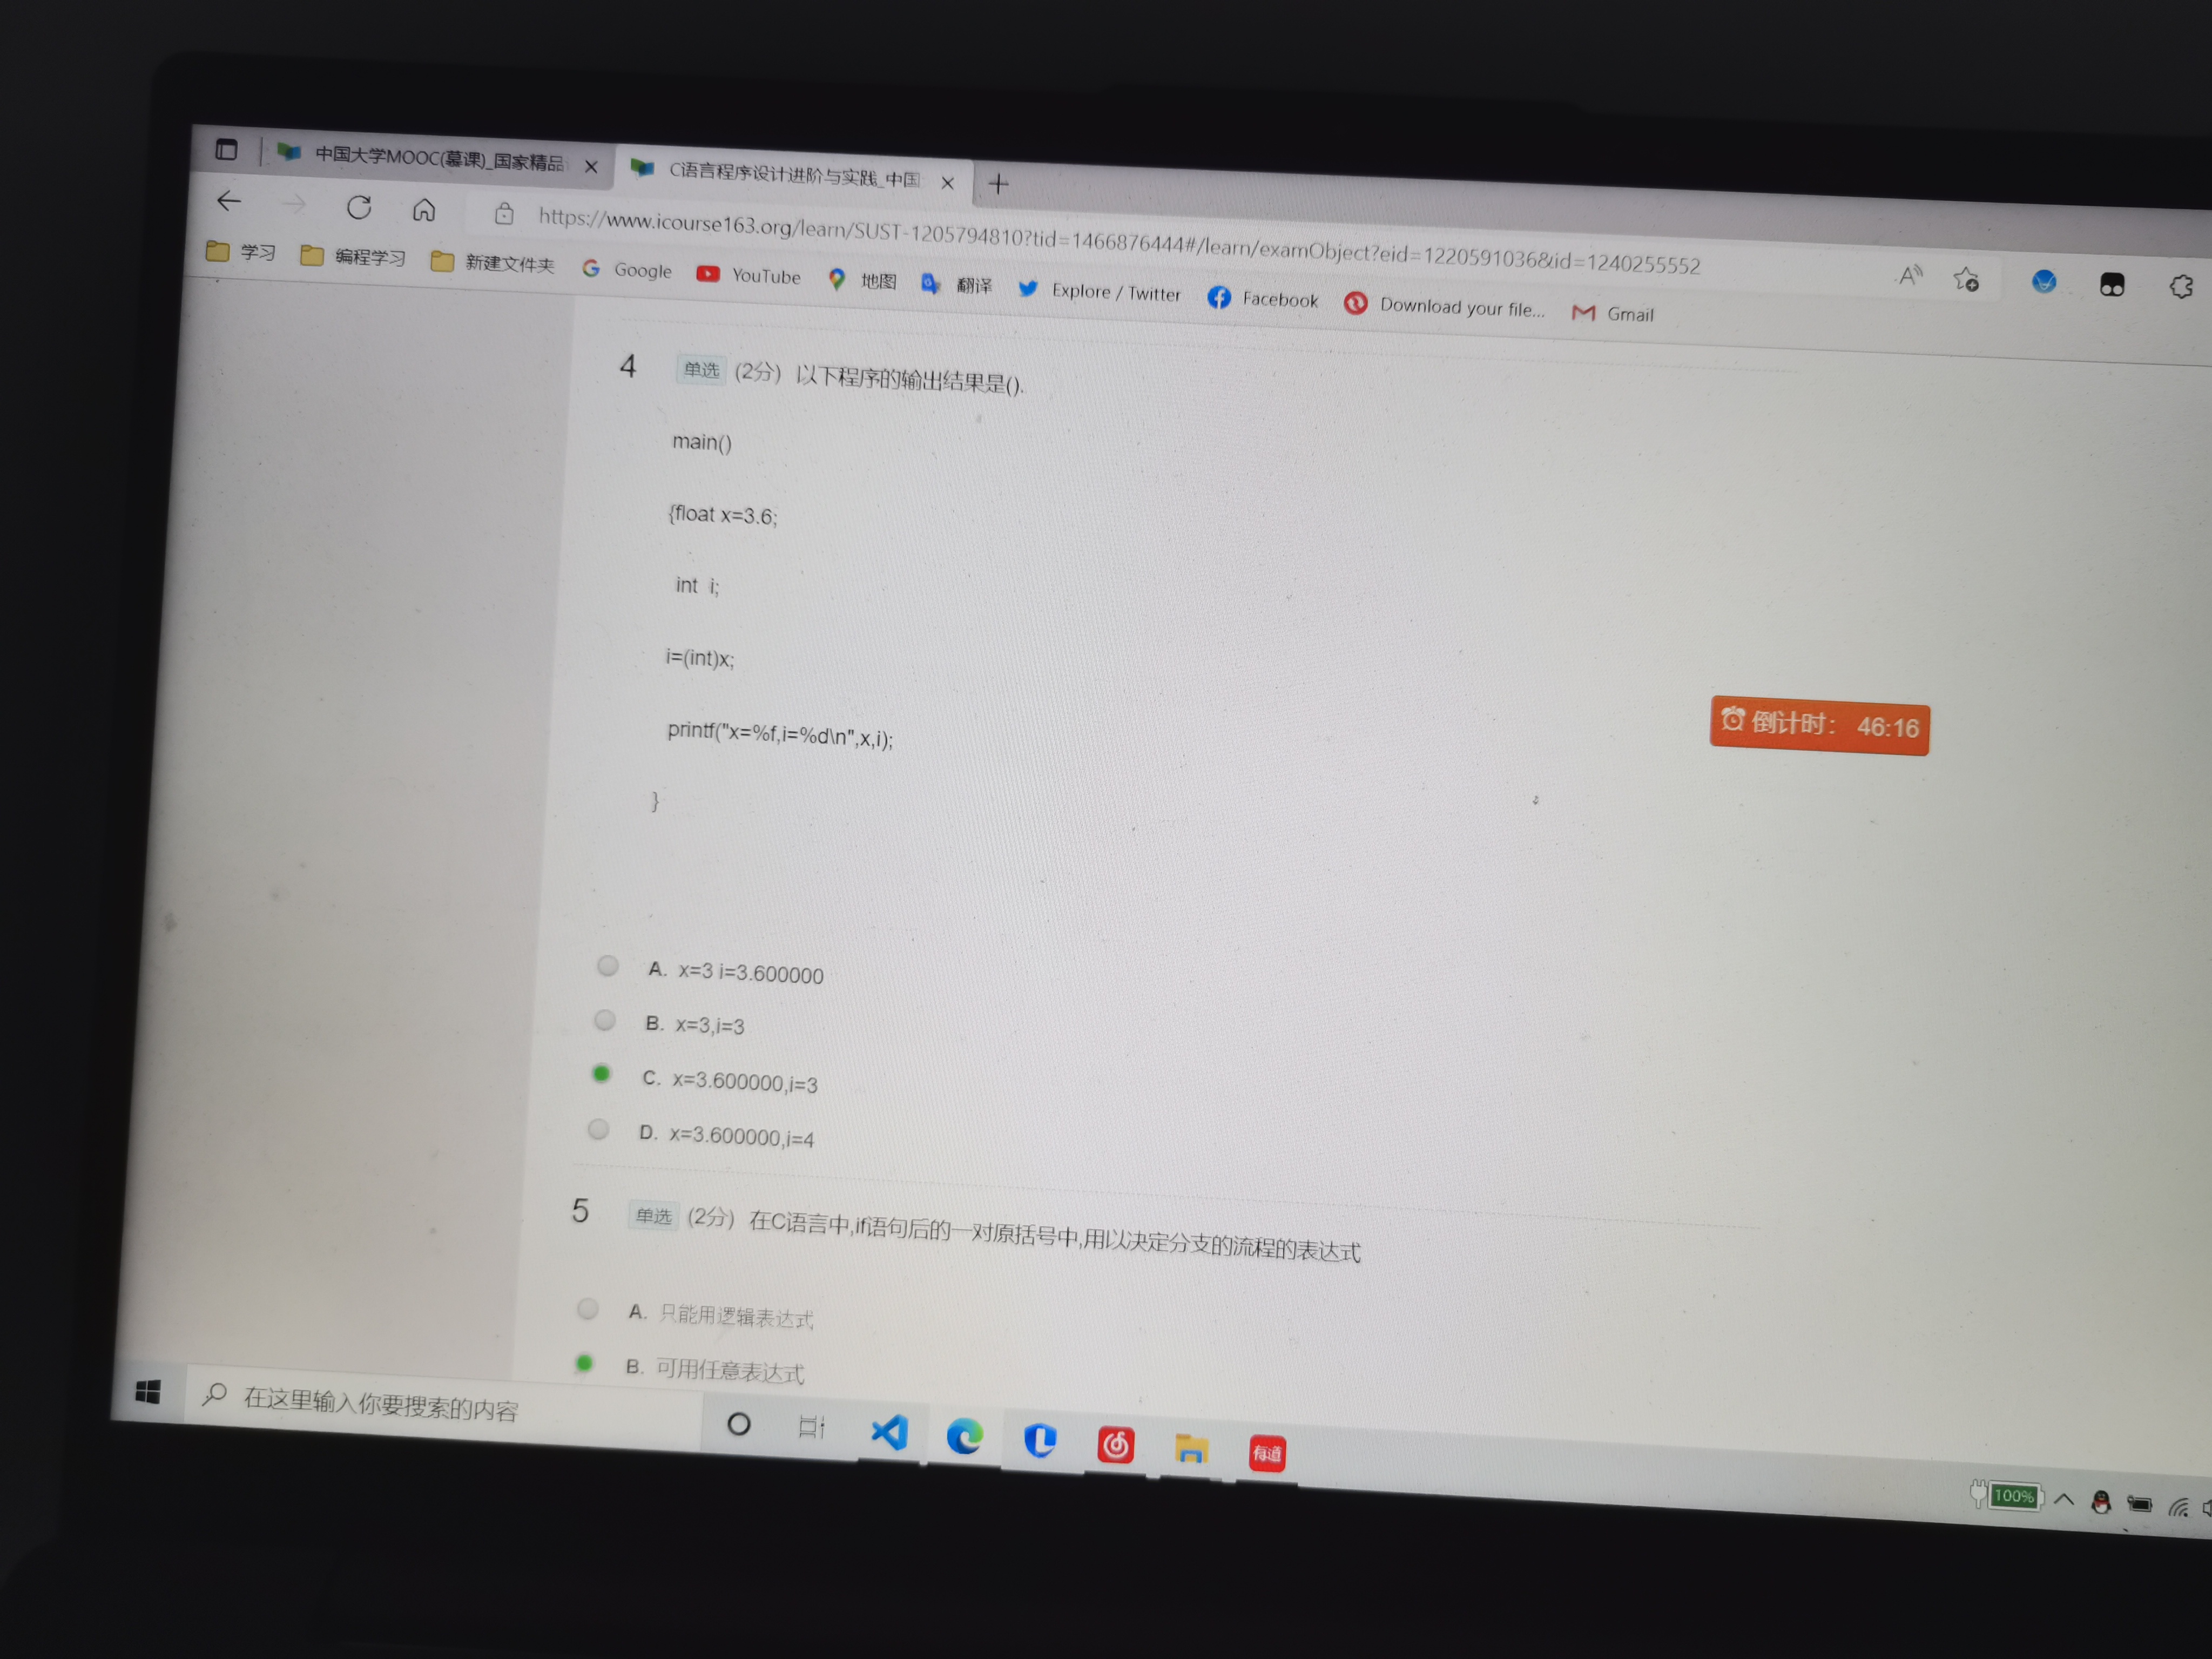 中国大学MOOC(慕课)_国家精品
C语言程序设计进阶与实践_中国
https://www.icourse163.org/learn/SUST-1205794810?tid=1466876444#/learn/examObject?eid=1220591036&id=1240255552
学习 编程学习 新建文件夹 Google YouTube 地图 翻译 Explore / Twitter Facebook Download your file... Gmail
4 单选 (2分) 以下程序的输出结果是().
main()
{float x=3.6;
int i;
i=(int)x;
printf("x=%f,i=%d\n",x,i);
}
倒计时： 46:16
A. x=3 i=3.600000
B. x=3,i=3
C. x=3.600000,i=3
D. x=3.600000,i=4
5 单选 (2分) 在C语言中,if语句后的一对原括号中,用以决定分支的流程的表达式
A. 只能用逻辑表达式
B. 可用任意表达式
在这里输入你要搜索的内容
有道
100%